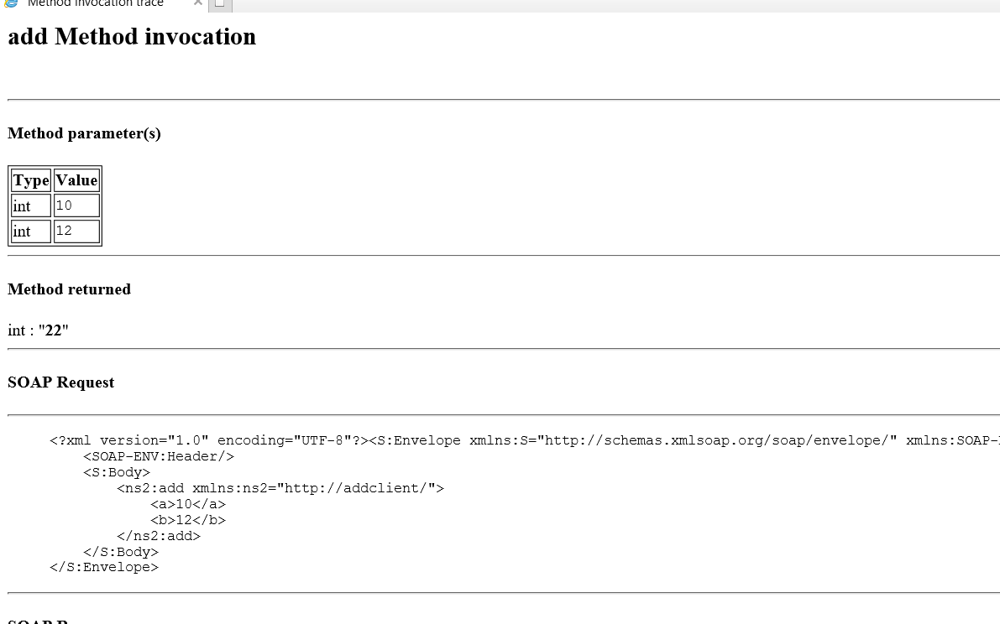 Method invocation trace
add Method invocation
Method parameter(s)
Type Value
int 10
int 12
Method returned
int : "22"
SOAP Request
<?xml version="1.0" encoding="UTF-8"?><S:Envelope xmlns:S="http://schemas.xmlsoap.org/soap/envelope/" xmlns:SOAP-
<SOAP-ENV:Header/>
<S:Body>
<ns2:add xmlns:ns2="http://addclient/">
<a>10</a>
<b>12</b>
</ns2:add>
</S:Body>
</S:Envelope>
SOAP R